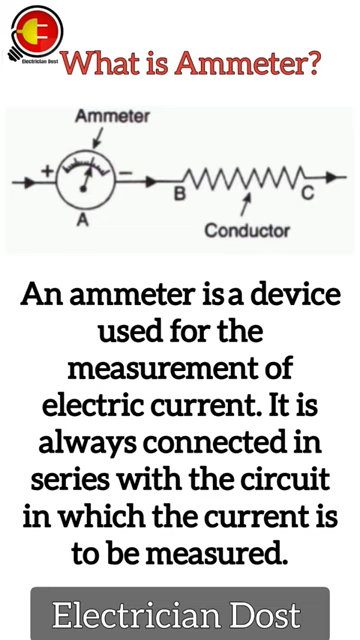 Electrician Dost
What is Ammeter?
Ammeter
+
−
A
B
C
Conductor
An ammeter is a device
used for the
measurement of
electric current. It is
always connected in
series with the circuit
in which the current is
to be measured.
Electrician Dost